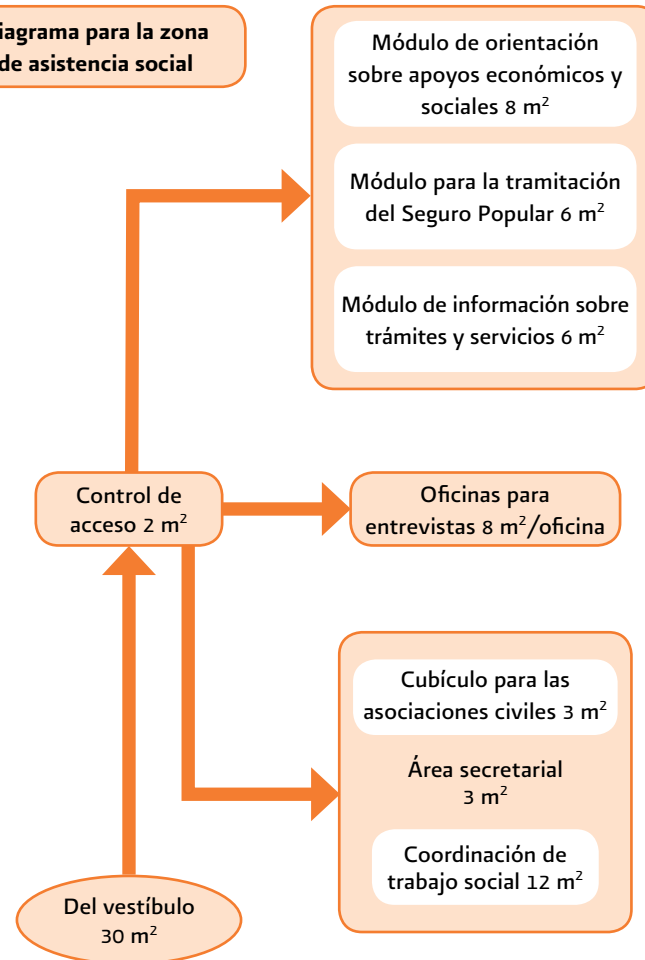 iagrama para la zona
de asistencia social
Módulo de orientación
sobre apoyos económicos y
sociales 8 m²
Módulo para la tramitación
del Seguro Popular 6 m²
Módulo de información sobre
trámites y servicios 6 m²
Control de
acceso 2 m²
Oficinas para
entrevistas 8 m²/oficina
Cubículo para las
asociaciones civiles 3 m²
Área secretarial
3 m²
Coordinación de
trabajo social 12 m²
Del vestíbulo
30 m²